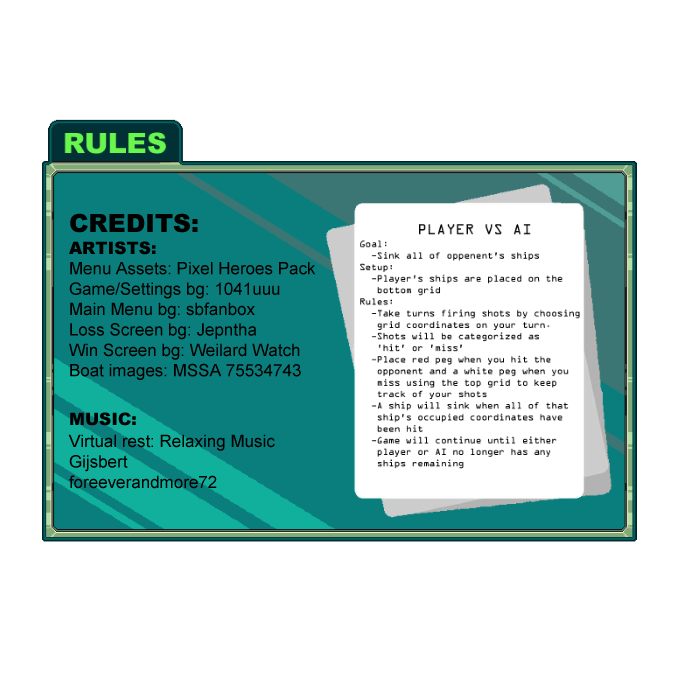 RULES
CREDITS:
ARTISTS:
Menu Assets: Pixel Heroes Pack
Game/Settings bg: 1041uuu
Main Menu bg: sbfanbox
Loss Screen bg: Jepntha
Win Screen bg: Weilard Watch
Boat images: MSSA 75534743
MUSIC:
Virtual rest: Relaxing Music
Gijsbert
foreeverandmore72
PLAYER VS AI
Goal:
-Sink all of oppenent's ships
Setup:
-Player's ships are placed on the
bottom grid
Rules:
-Take turns firing shots by choosing
grid coordinates on your turn.
-Shots will be categorized as
'hit' or 'miss'
-Place red peg when you hit the
opponent and a white peg when you
miss using the top grid to keep
track of your shots
-A ship will sink when all of that
ship's occupied coordinates have
been hit
-Game will continue until either
player or AI no longer has any
ships remaining